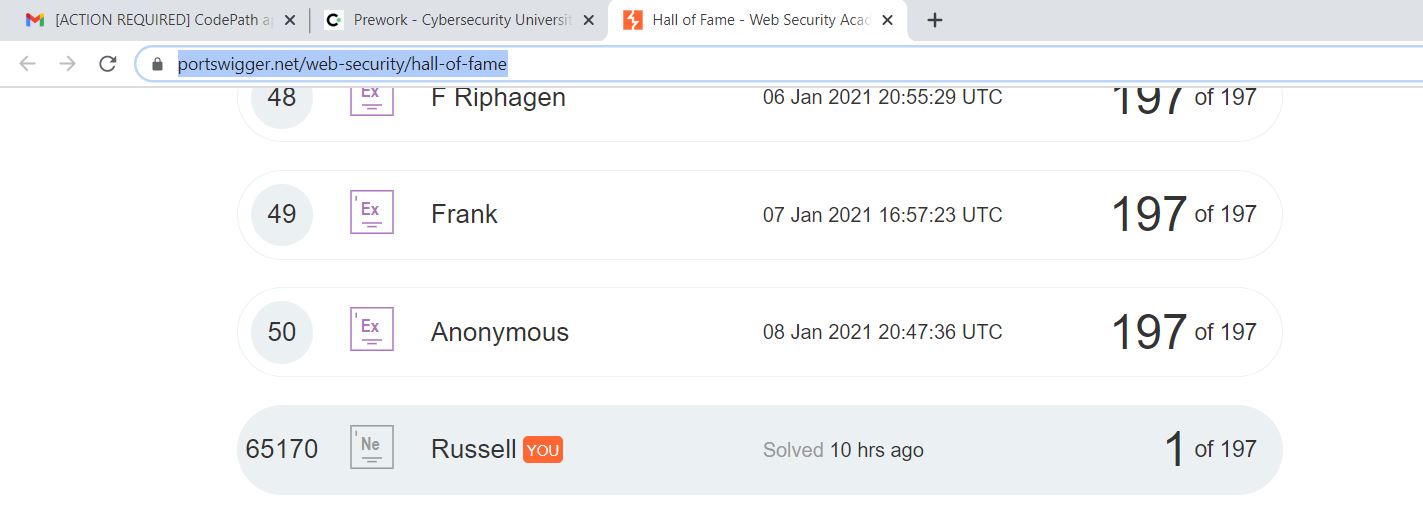 [ACTION REQUIRED] CodePath a
Prework - Cybersecurity Universit
Hall of Fame - Web Security Acad
portswigger.net/web-security/hall-of-fame
48 Ex F Riphagen 06 Jan 2021 20:55:29 UTC 197 of 197
49 Ex Frank 07 Jan 2021 16:57:23 UTC 197 of 197
50 Ex Anonymous 08 Jan 2021 20:47:36 UTC 197 of 197
65170 Ne Russell YOU Solved 10 hrs ago 1 of 197